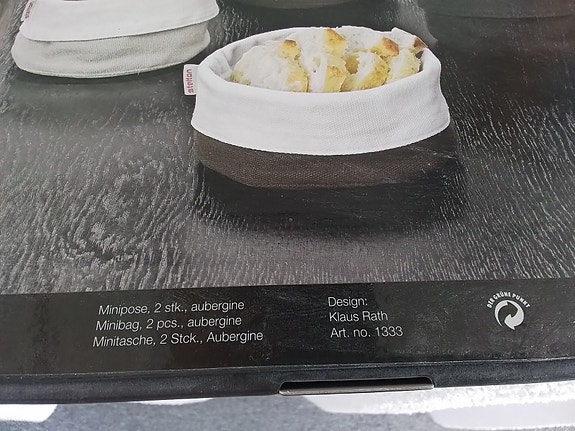 stelton
Minipose, 2 stk., aubergine
Minibag, 2 pcs., aubergine
Minitasche, 2 Stck., Aubergine
Design:
Klaus Rath
Art. no. 1333
DER GRÜNE PUNKT